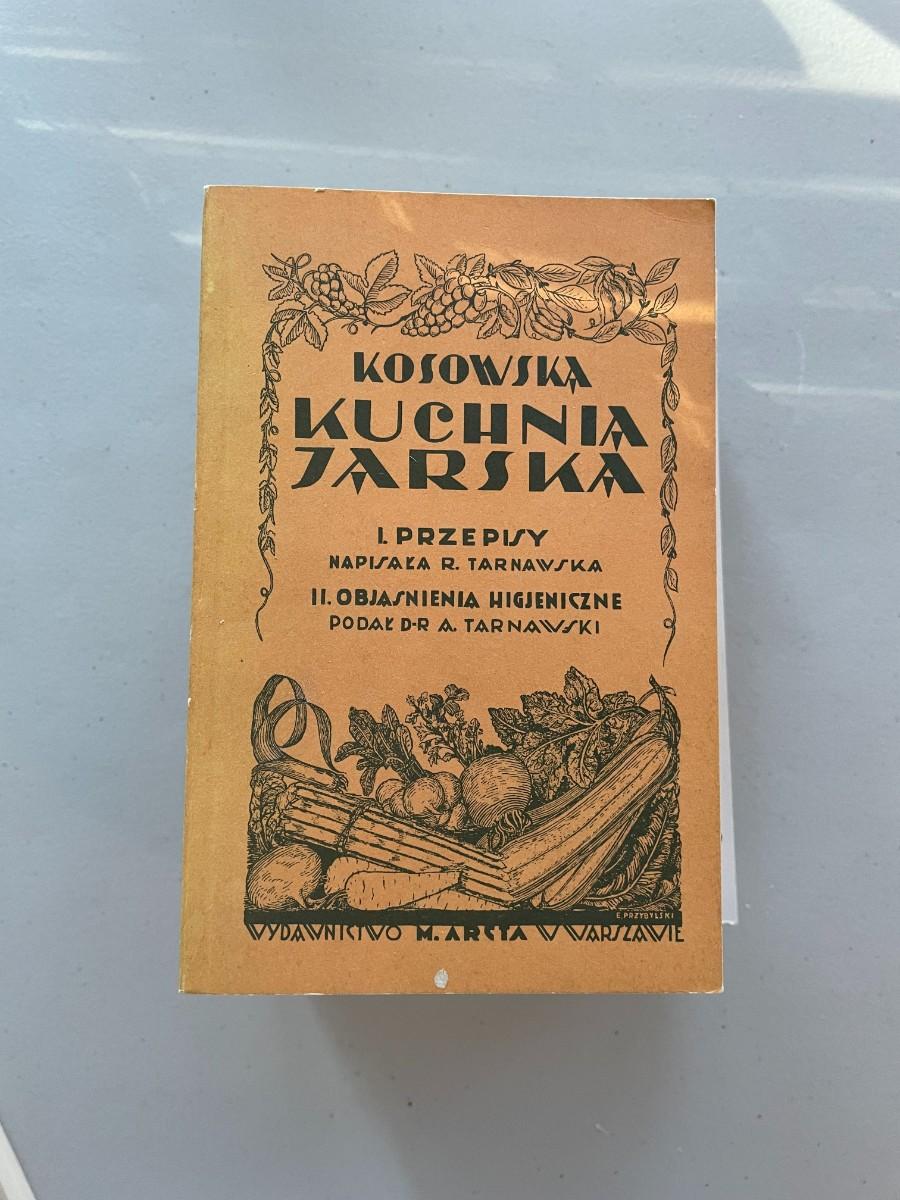 KOSOWSKA
KUCHNIA
JARSKA
I. PRZEPISY
NAPISAŁA R. TARNAWSKA
II. OBJAŚNIENIA HIGJENICZNE
PODAŁ D-R A. TARNAWSKI
E. PRZYBYLSKI
WYDAWNICTWO M. ARCTA W WARSZAWIE